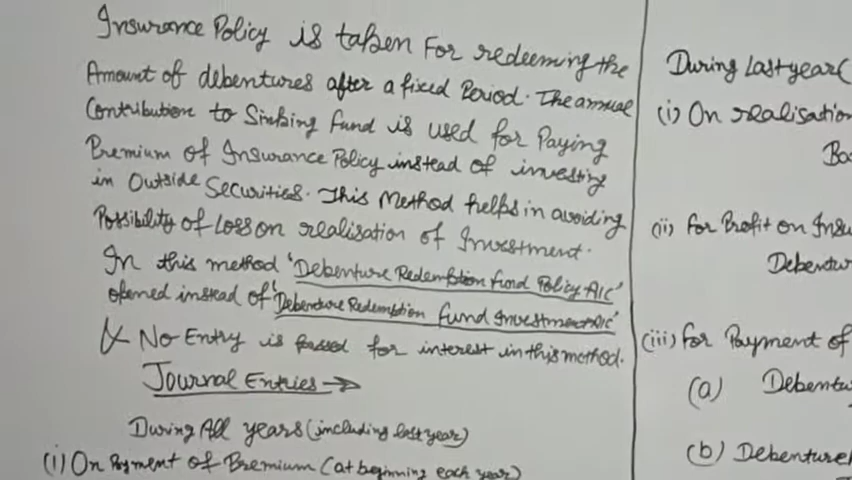 Insurance Policy is taken For redeeming the
Amount of debentures after a fixed Period. The annual
Contribution to Sinking Fund is used for Paying
Premium of Insurance Policy instead of investing
in Outside Securities. This Method helps in avoiding
Possibility of Loss on realisation of Investment.
In this method 'Debenture Redemption fund Policy A/C'
opened instead of 'Debenture Redemption Fund Investment A/C'
& No Entry is passed for interest in this method.
Journal Entries →
During All years (including last year)
(i) On Payment of Premium (at beginning each year)
During Last year (
(i) On realisation
(ii) For Profit on Insu
Debentur
(iii) For Payment of
(a) Debentu
(b) Debenture